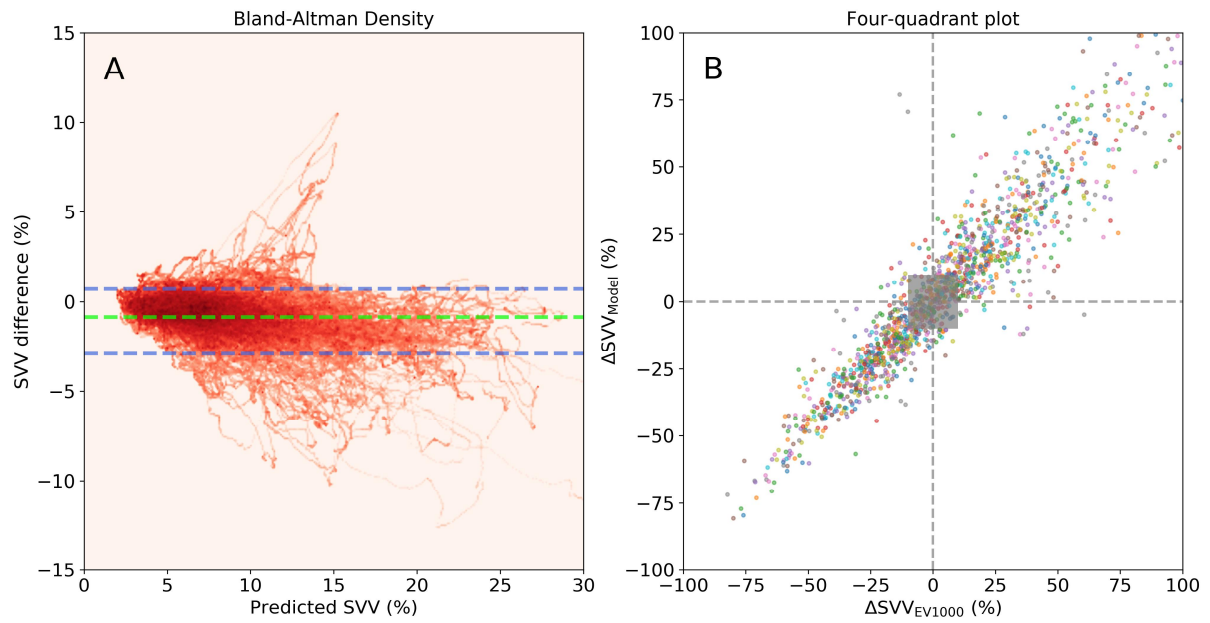 Bland-Altman Density
A
SVV difference (%)
15
10
5
0
−5
−10
−15
0 5 10 15 20 25 30
Predicted SVV (%)
Four-quadrant plot
B
ΔSVV_Model (%)
100
75
50
25
0
−25
−50
−75
−100
−100 −75 −50 −25 0 25 50 75 100
ΔSVV_EV1000 (%)